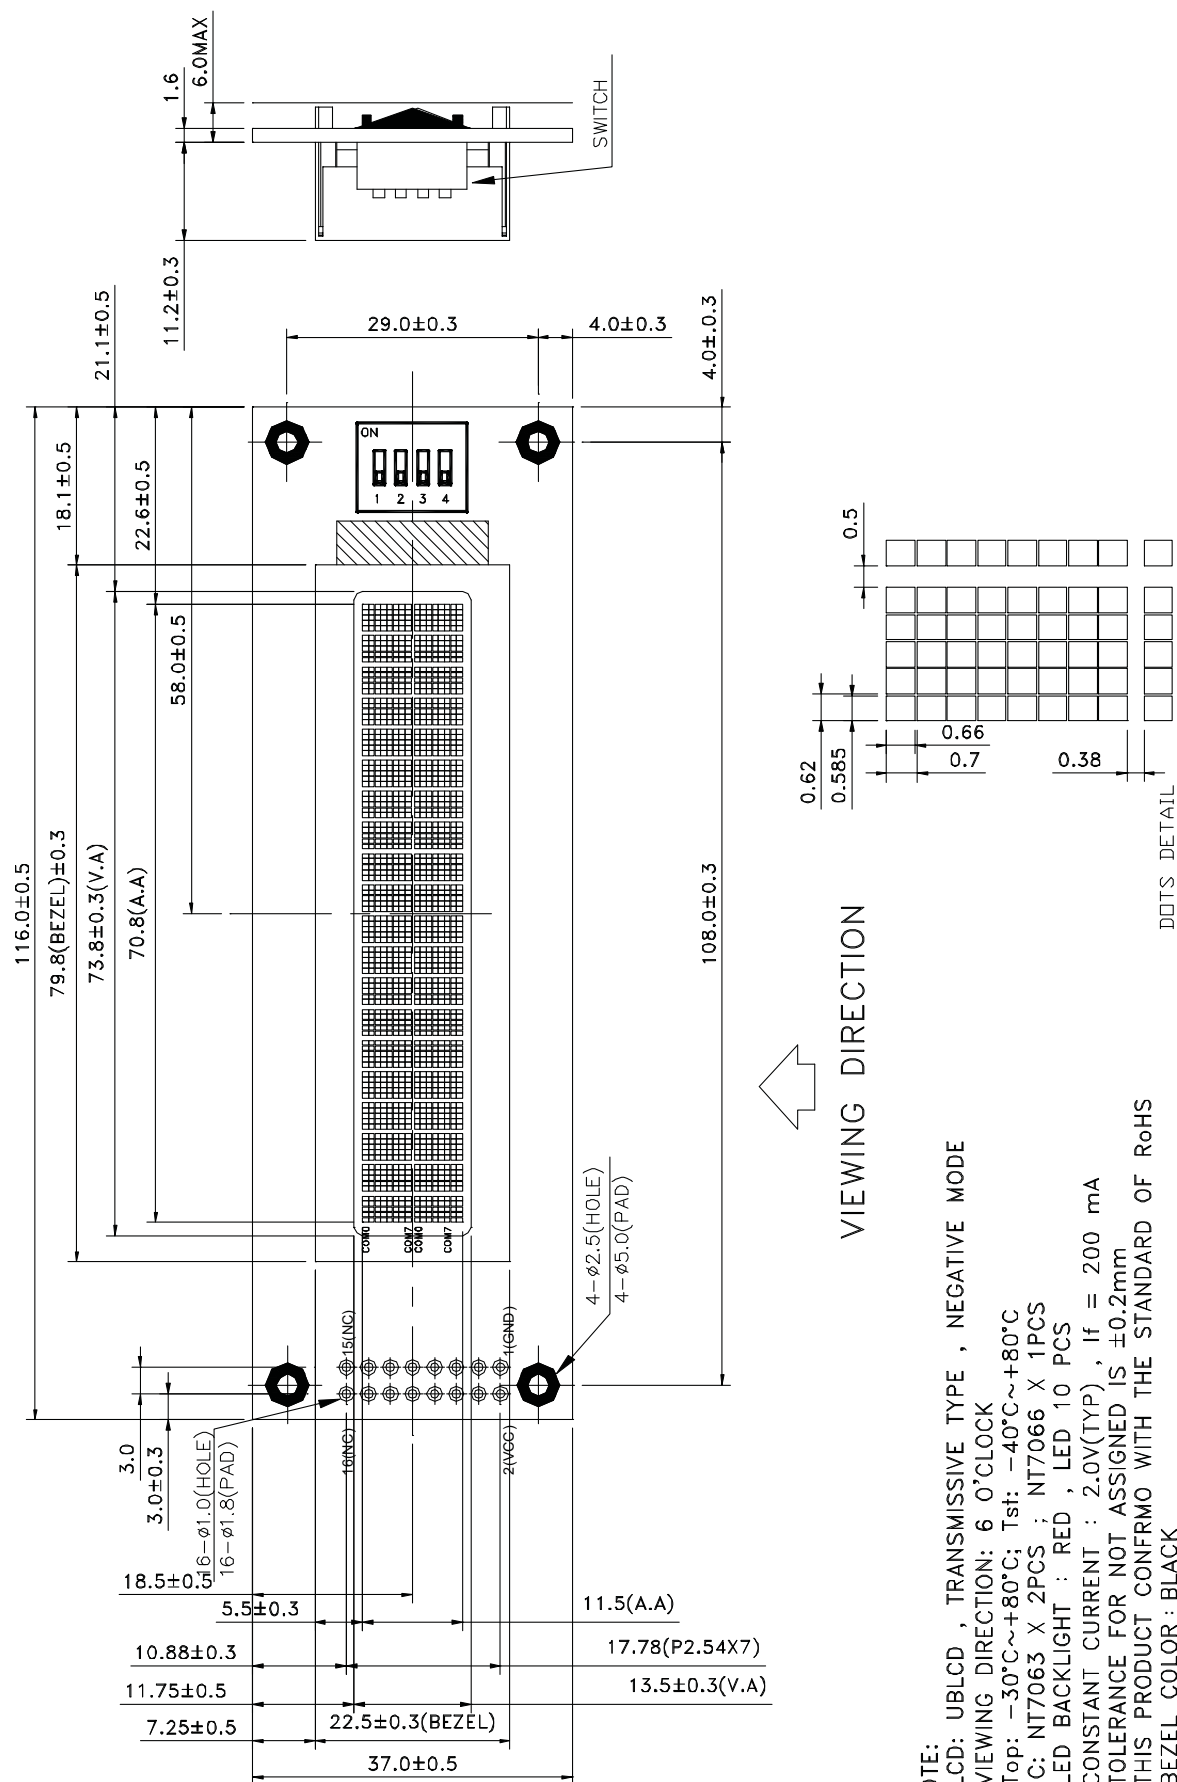 6.0MAX
1.6
SWITCH
11.2±0.3
21.1±0.5
29.0±0.3
4.0±0.3
4.0±0.3
18.1±0.5
22.6±0.5
58.0±0.5
ON
1 2 3 4
116.0±0.5
79.8(BEZEL)±0.3
73.8±0.3(V.A)
70.8(A.A)
108.0±0.3
COM0
COM7
COM0
COM7
0.5
0.62
0.585
0.66
0.7
0.38
DOTS DETAIL
VIEWING DIRECTION
4-ø2.5(HOLE)
4-ø5.0(PAD)
15(NC)
1(GND)
16(NC)
2(VCC)
3.0
3.0±0.3
16-ø1.0(HOLE)
16-ø1.8(PAD)
18.5±0.5
5.5±0.3
11.5(A.A)
10.88±0.3
17.78(P2.54X7)
11.75±0.5
13.5±0.3(V.A)
7.25±0.5
22.5±0.3(BEZEL)
37.0±0.5
OTE:
LCD: UBLCD , TRANSMISSIVE TYPE , NEGATIVE MODE
VIEWING DIRECTION: 6 O'CLOCK
Top: -30°C~+80°C; Tst: -40°C~+80°C
C: NT7063 X 2PCS ; NT7066 X 1PCS
LED BACKLIGHT : RED , LED 10 PCS
CONSTANT CURRENT : 2.0V(TYP) , If = 200 mA
TOLERANCE FOR NOT ASSIGNED IS ±0.2mm
THIS PRODUCT CONFRMO WITH THE STANDARD OF RoHS
BEZEL COLOR: BLACK